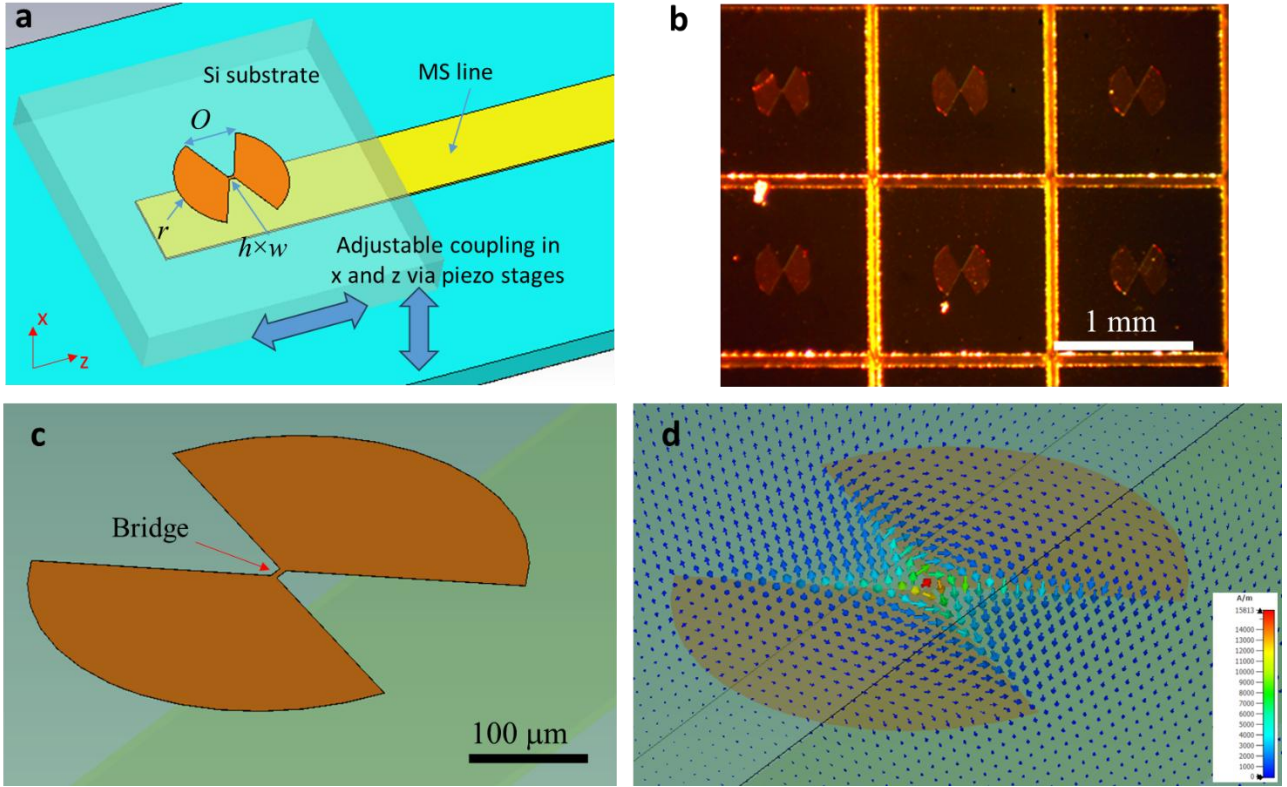 a
Si substrate
MS line
O
r
h×w
Adjustable coupling in
x and z via piezo stages
x
z
b
1 mm
c
Bridge
100 μm
d
A/m
15813
14000
13000
12000
11000
10000
9000
8000
7000
6000
5000
4000
3000
2000
1000
0